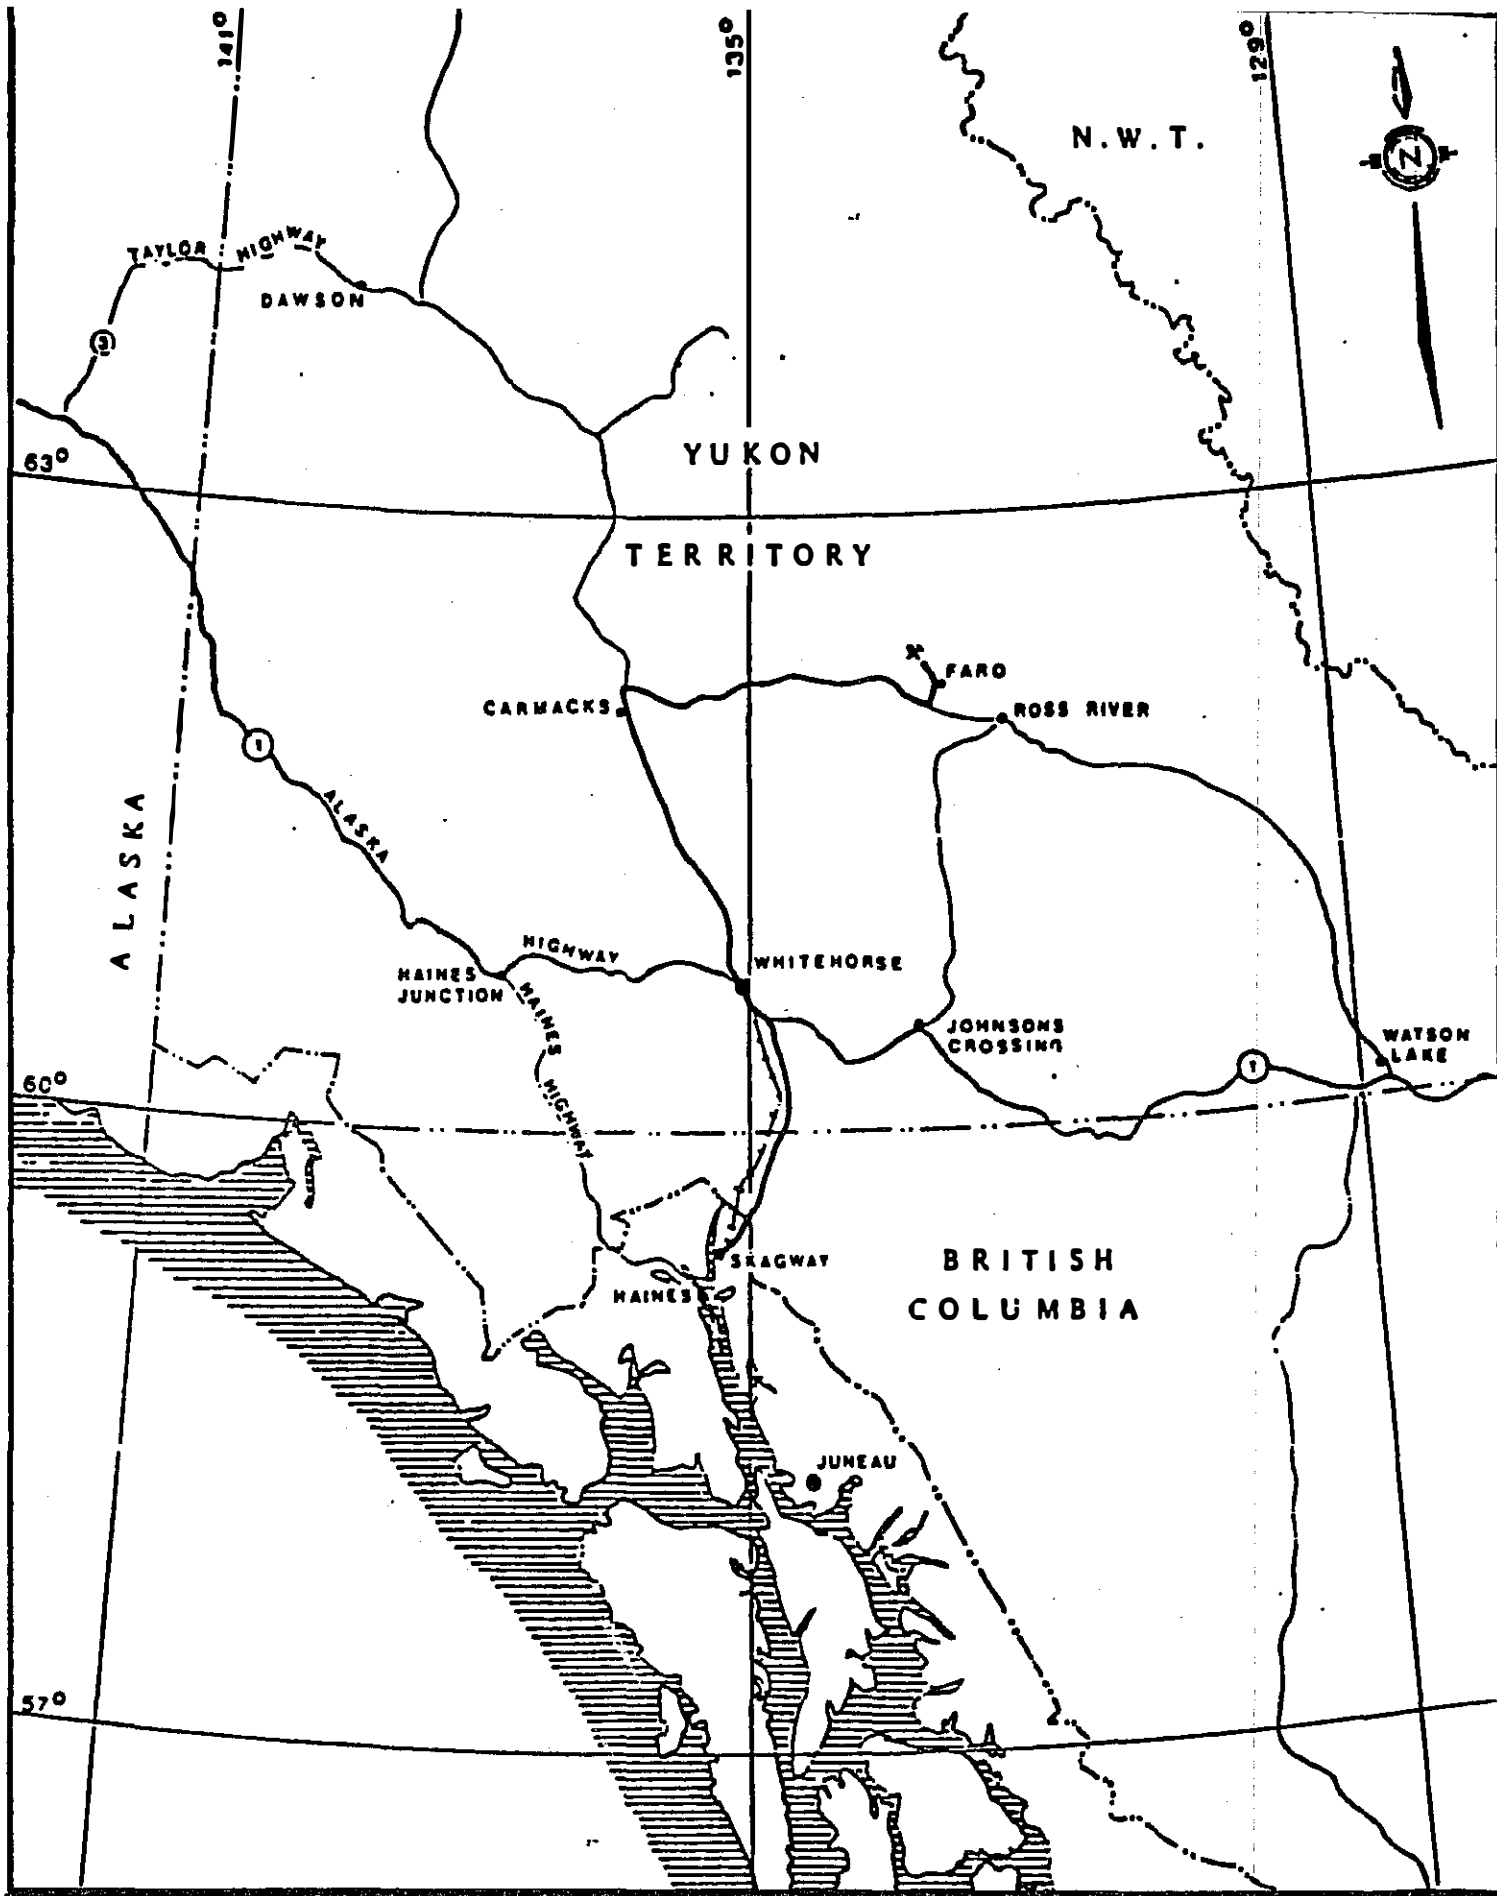 141°
135°
129°
N.W.T.
N
TAYLOR HIGHWAY
DAWSON
3
63°
YUKON
TERRITORY
FARO
CARMACKS
ROSS RIVER
1
ALASKA
ALASKA
HIGHWAY
WHITEHORSE
HAINES
JUNCTION
HAINES
HIGHWAY
JOHNSONS
CROSSING
WATSON
LAKE
1
60°
SKAGWAY
HAINES
BRITISH
COLUMBIA
JUNEAU
57°